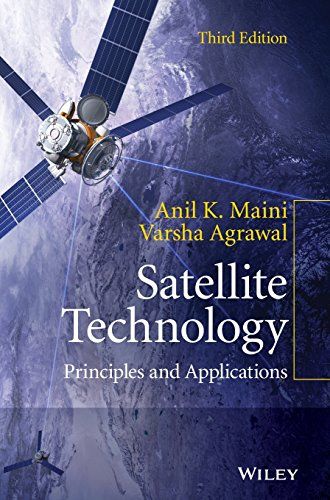 Third Edition
Anil K. Maini
Varsha Agrawal
Satellite
Technology
Principles and Applications
WILEY